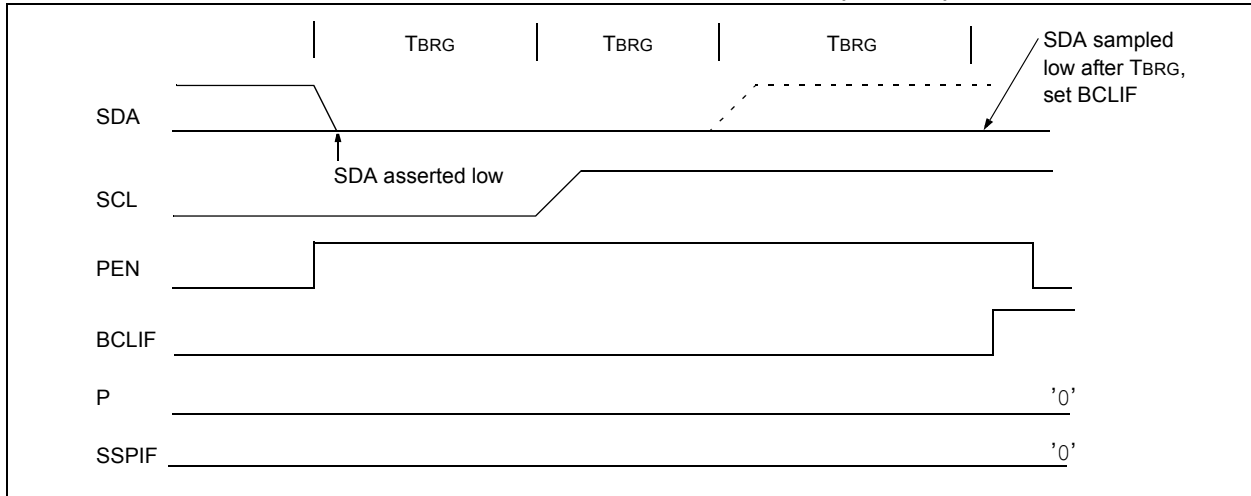 TBRG TBRG TBRG
SDA sampled
low after TBRG,
set BCLIF
SDA
SDA asserted low
SCL
PEN
BCLIF
P '0'
SSPIF '0'